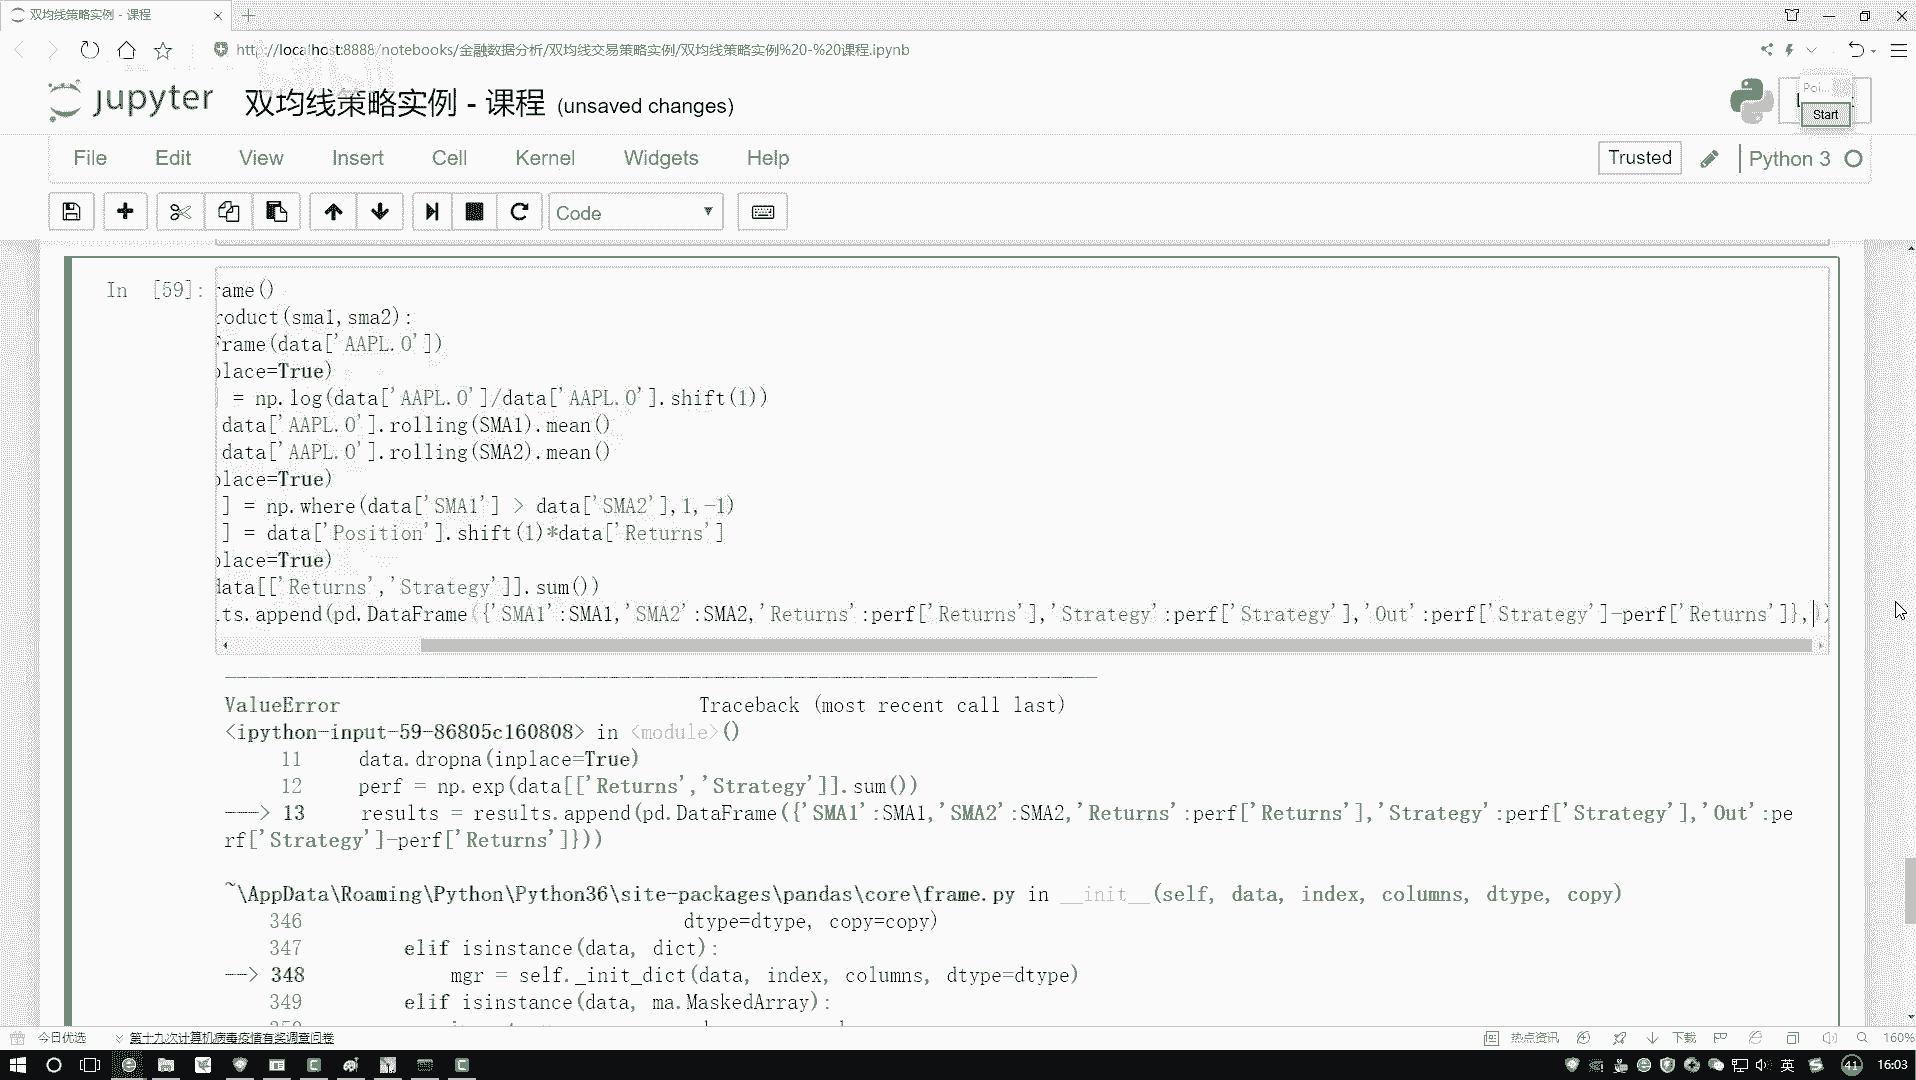 双均线策略实例 - 课程
http://localhost:8888/notebooks/金融数据分析/双均线交易策略实例/双均线策略实例%20-%20课程.ipynb
jupyter 双均线策略实例 - 课程 (unsaved changes)
Poi...
Start
File Edit View Insert Cell Kernel Widgets Help
Trusted Python 3
Code
In [59]:
rame()
roduct(sma1,sma2):
Frame(data['AAPL.O'])
place=True)
] = np.log(data['AAPL.O']/data['AAPL.O'].shift(1))
data['AAPL.O'].rolling(SMA1).mean()
data['AAPL.O'].rolling(SMA2).mean()
place=True)
] = np.where(data['SMA1'] > data['SMA2'],1,-1)
] = data['Position'].shift(1)*data['Returns']
place=True)
data[['Returns','Strategy']].sum())
lts.append(pd.DataFrame({'SMA1':SMA1,'SMA2':SMA2,'Returns':perf['Returns'],'Strategy':perf['Strategy'],'Out':perf['Strategy']-perf['Returns']},))
ValueError Traceback (most recent call last)
<ipython-input-59-86805c160808> in <module>()
11 data.dropna(inplace=True)
12 perf = np.exp(data[['Returns','Strategy']].sum())
---> 13 results = results.append(pd.DataFrame({'SMA1':SMA1,'SMA2':SMA2,'Returns':perf['Returns'],'Strategy':perf['Strategy'],'Out':pe
rf['Strategy']-perf['Returns']}))
~\AppData\Roaming\Python\Python36\site-packages\pandas\core\frame.py in __init__(self, data, index, columns, dtype, copy)
346 dtype=dtype, copy=copy)
347 elif isinstance(data, dict):
--> 348 mgr = self._init_dict(data, index, columns, dtype=dtype)
349 elif isinstance(data, ma.MaskedArray):
今日优选 第十九次计算机病毒疫情有奖调查问卷 热点资讯 下载 160%
英 41 16:03